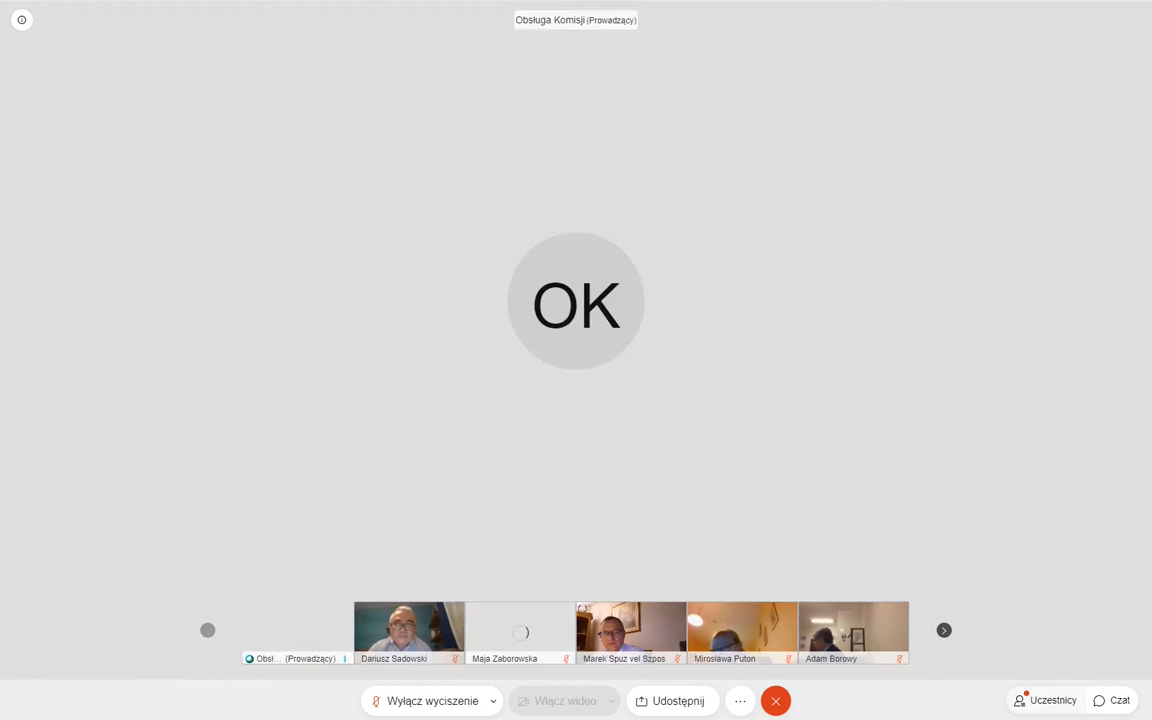 Obsługa Komisji (Prowadzący)
OK
Obsł... (Prowadzący)
Dariusz Sadowski
Maja Zaborowska
Marek Spuz vel Szpos
Mirosława Puton
Adam Borowy
Wyłącz wyciszenie
Włącz wideo
Udostępnij
Uczestnicy
Czat